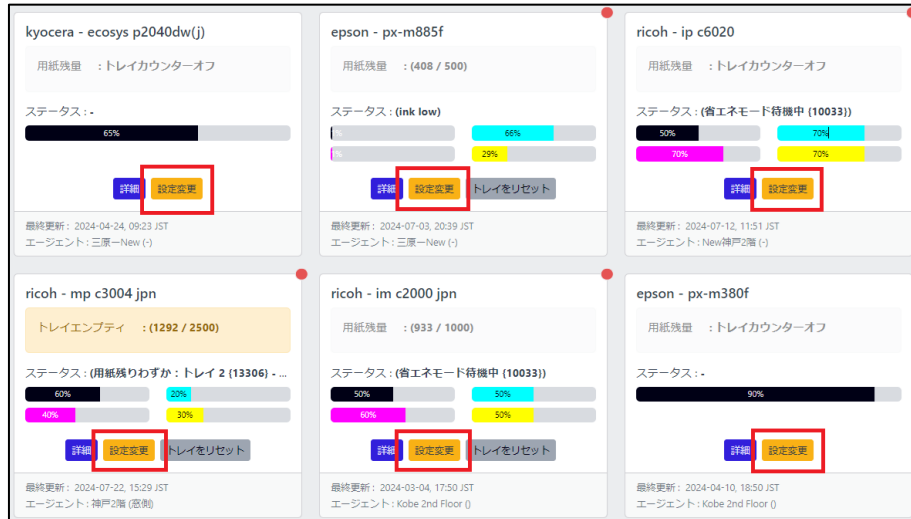 kyocera - ecosys p2040dw(j)
用紙残量 : トレイカウンターオフ
ステータス : -
65%
詳細 設定変更
最終更新 : 2024-04-24, 09:23 JST
エージェント : 三原ーNew (-)
epson - px-m885f
用紙残量 : (408 / 500)
ステータス : (ink low)
66%
29%
詳細 設定変更 トレイをリセット
最終更新 : 2024-07-03, 20:39 JST
エージェント : 三原ーNew (-)
ricoh - ip c6020
用紙残量 : トレイカウンターオフ
ステータス : (省エネモード待機中 {10033})
50% 70%
70% 70%
詳細 設定変更
最終更新 : 2024-07-12, 11:51 JST
エージェント : New神戸2階 (-)
ricoh - mp c3004 jpn
トレイエンプティ : (1292 / 2500)
ステータス : (用紙残りわずか : トレイ 2 {13306} - ...
60% 20%
40% 30%
詳細 設定変更 トレイをリセット
最終更新 : 2024-07-22, 15:29 JST
エージェント : 神戸2階 (窓側)
ricoh - im c2000 jpn
用紙残量 : (933 / 1000)
ステータス : (省エネモード待機中 {10033})
50% 50%
60% 50%
詳細 設定変更 トレイをリセット
最終更新 : 2024-03-04, 17:50 JST
エージェント : Kobe 2nd Floor ()
epson - px-m380f
用紙残量 : トレイカウンターオフ
ステータス : -
90%
詳細 設定変更
最終更新 : 2024-04-10, 18:50 JST
エージェント : Kobe 2nd Floor ()